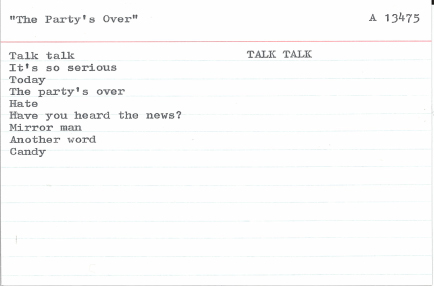 "The Party's Over" A 13475
Talk talk TALK TALK
It's so serious
Today
The party's over
Hate
Have you heard the news?
Mirror man
Another word
Candy